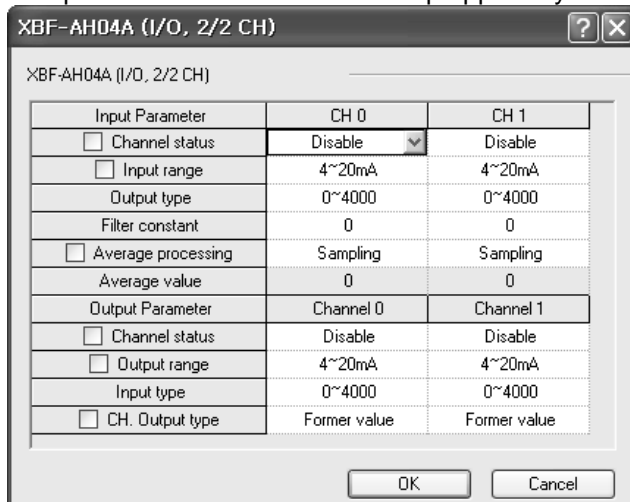 XBF-AH04A (I/O, 2/2 CH)
XBF-AH04A (I/O, 2/2 CH)
Input Parameter CH 0 CH 1
Channel status Disable Disable
Input range 4~20mA 4~20mA
Output type 0~4000 0~4000
Filter constant 0 0
Average processing Sampling Sampling
Average value 0 0
Output Parameter Channel 0 Channel 1
Channel status Disable Disable
Output range 4~20mA 4~20mA
Input type 0~4000 0~4000
CH. Output type Former value Former value
OK Cancel